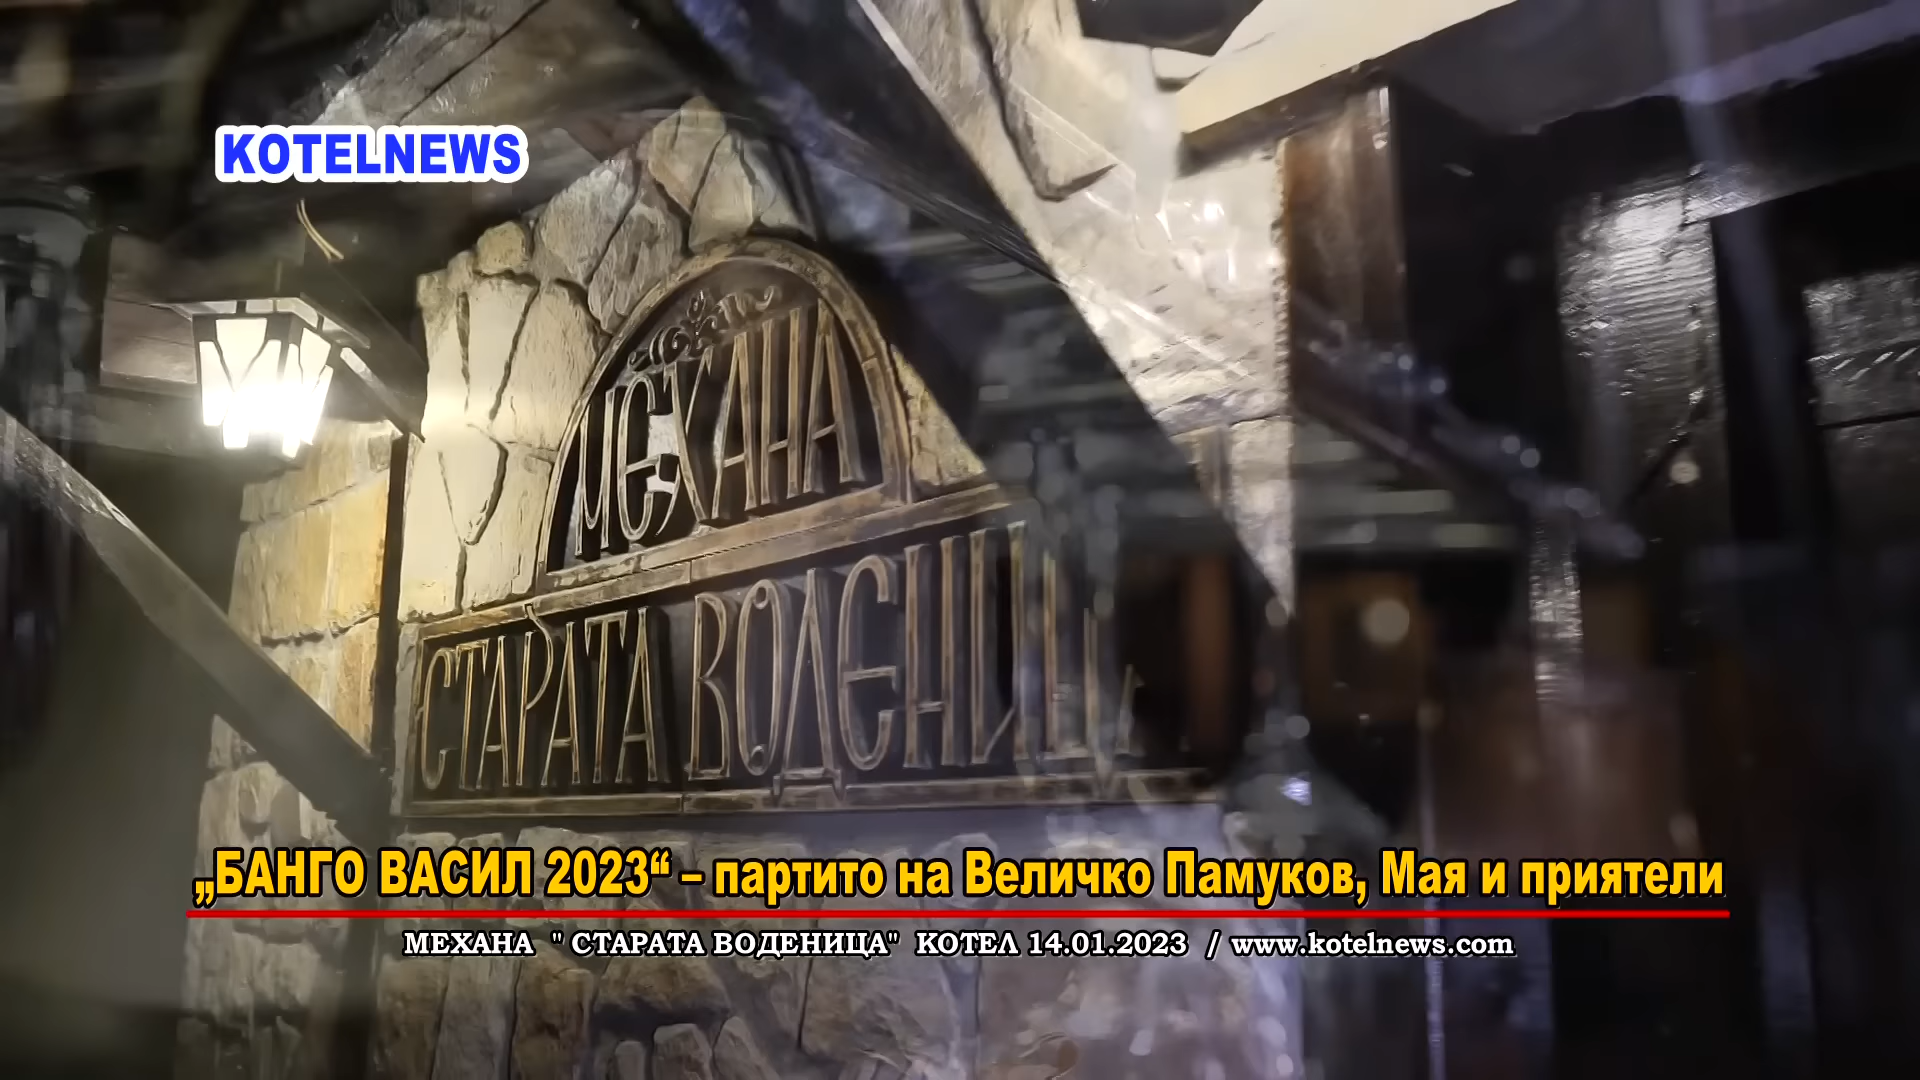 KOTELNEWS
МЕХАНА
СТАРАТА ВОДЕНИЦА
„БАНГО ВАСИЛ 2023“ – партито на Величко Памуков, Мая и приятели
МЕХАНА " СТАРАТА ВОДЕНИЦА" КОТЕЛ 14.01.2023 / www.kotelnews.com